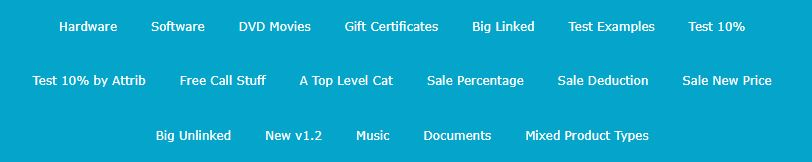 Hardware Software DVD Movies Gift Certificates Big Linked Test Examples Test 10%
Test 10% by Attrib Free Call Stuff A Top Level Cat Sale Percentage Sale Deduction Sale New Price
Big Unlinked New v1.2 Music Documents Mixed Product Types